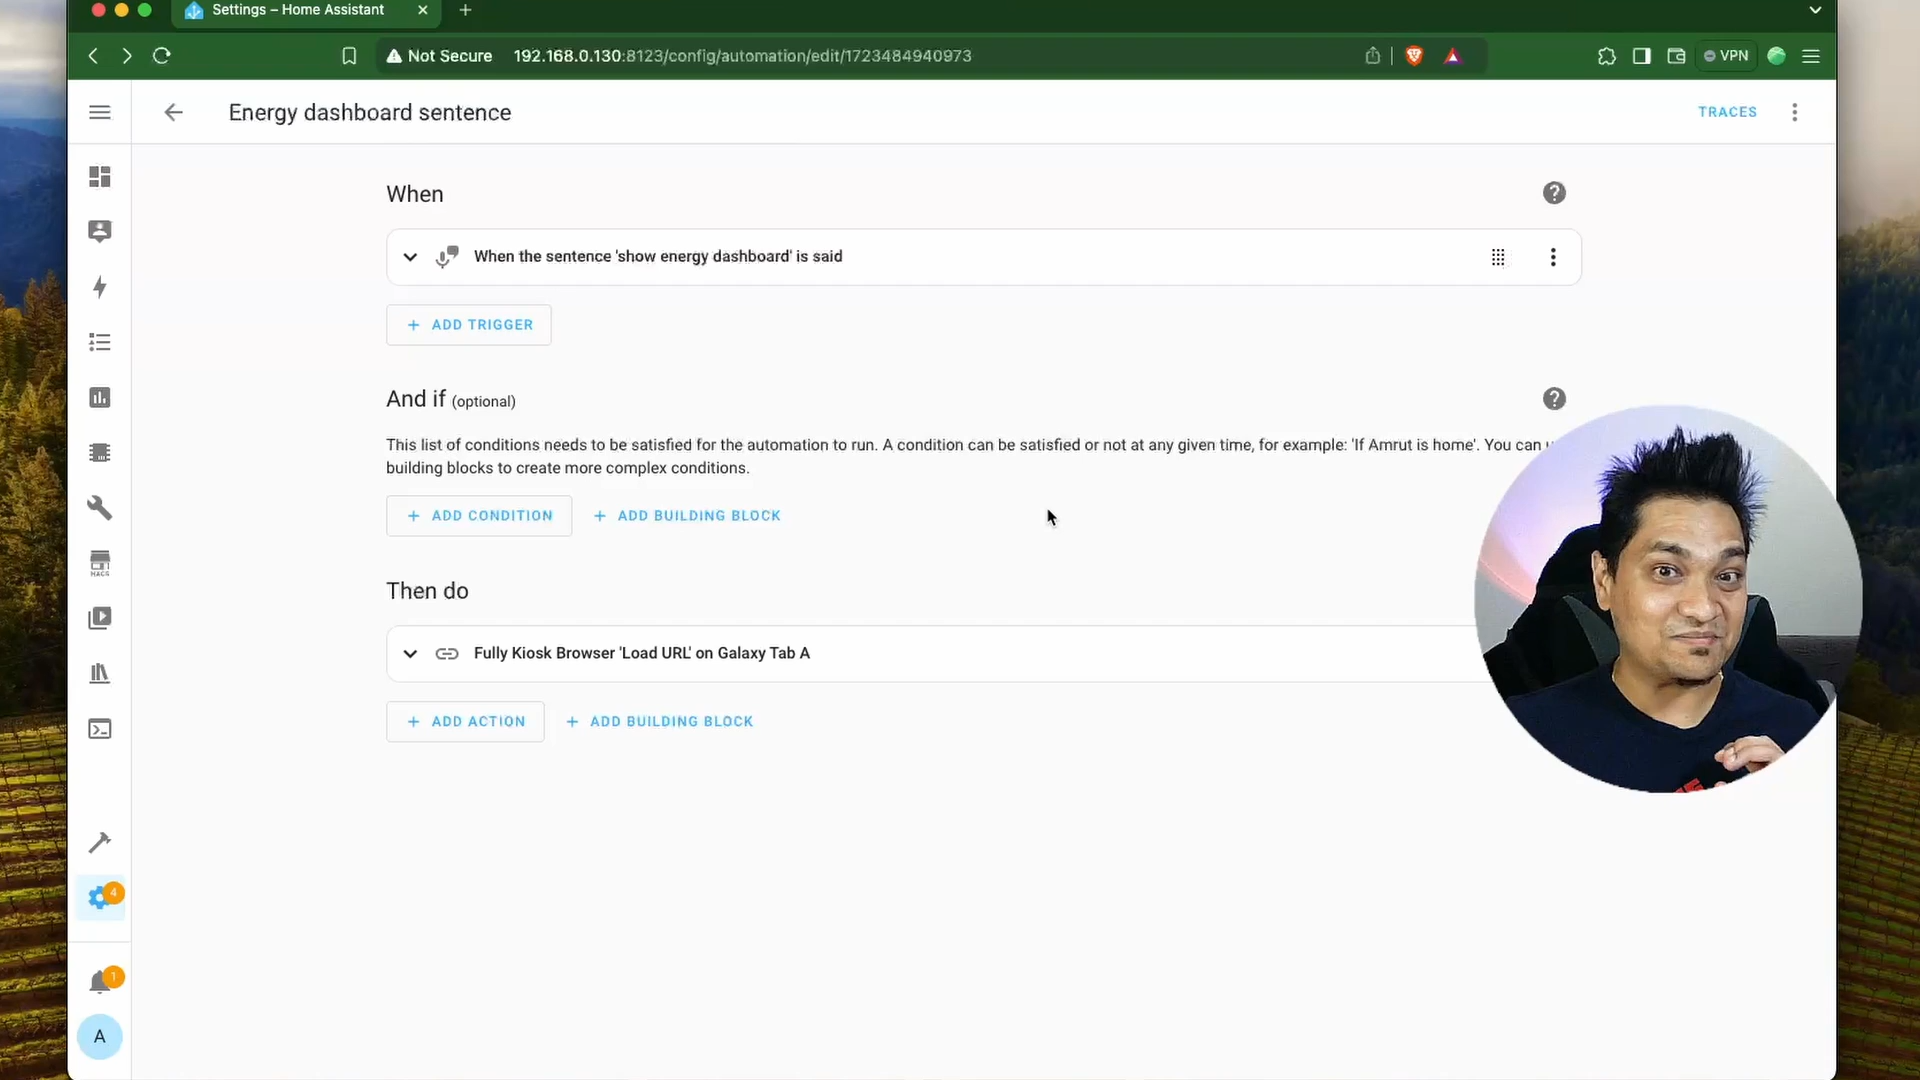 Settings – Home Assistant
Not Secure 192.168.0.130:8123/config/automation/edit/1723484940973
VPN
Energy dashboard sentence
TRACES
When
When the sentence 'show energy dashboard' is said
+ ADD TRIGGER
And if (optional)
This list of conditions needs to be satisfied for the automation to run. A condition can be satisfied or not at any given time, for example: 'If Amrut is home'. You can
building blocks to create more complex conditions.
+ ADD CONDITION + ADD BUILDING BLOCK
Then do
HACS
Fully Kiosk Browser 'Load URL' on Galaxy Tab A
+ ADD ACTION + ADD BUILDING BLOCK
4
1
A